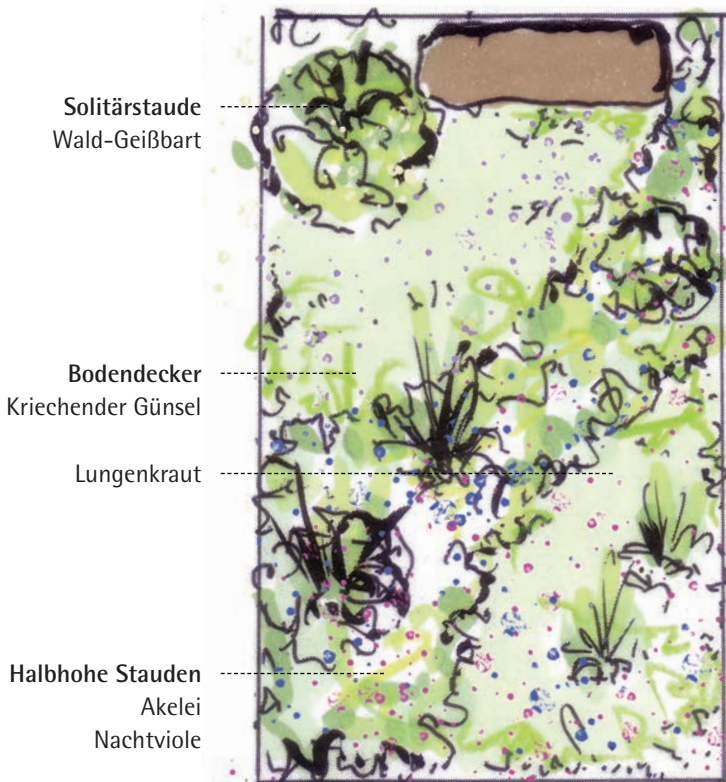 Solitärstaude
Wald-Geißbart
Bodendecker
Kriechender Günsel
Lungenkraut
Halbhohe Stauden
Akelei
Nachtviole